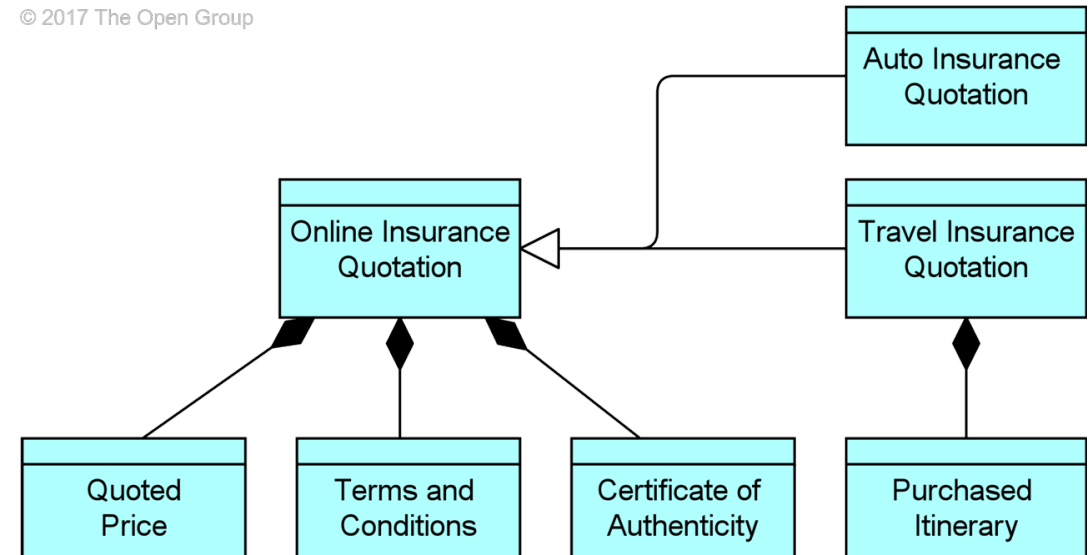 © 2017 The Open Group
Auto Insurance
Quotation
Online Insurance
Quotation
Travel Insurance
Quotation
Quoted
Price
Terms and
Conditions
Certificate of
Authenticity
Purchased
Itinerary